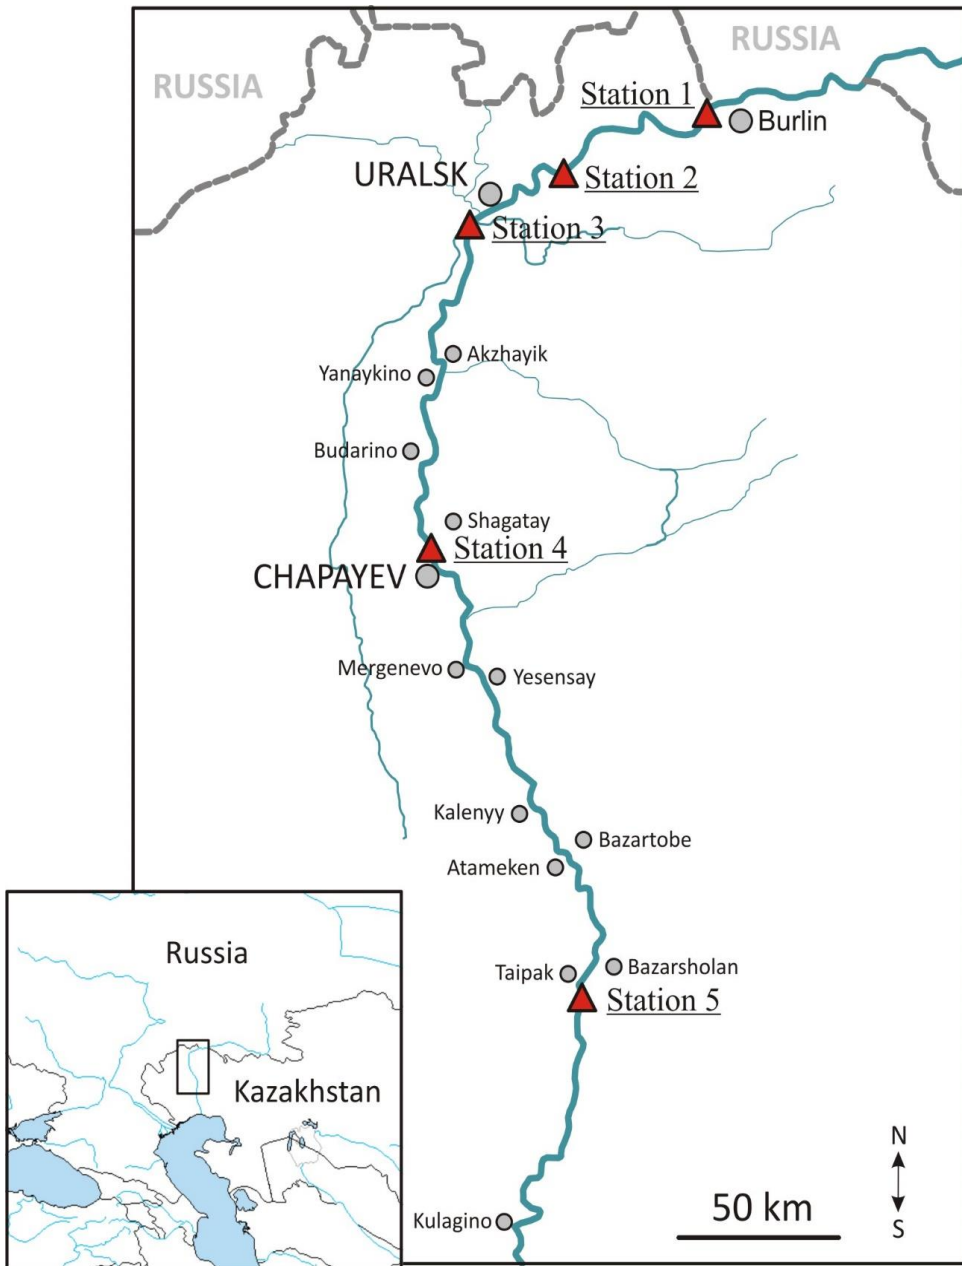 RUSSIA
RUSSIA
Station 1
Burlin
URALSK
Station 2
Station 3
Akzhayik
Yanaykino
Budarino
Shagatay
Station 4
CHAPAYEV
Mergenevo
Yesensay
Kalenyy
Bazartobe
Atameken
Taipak
Bazarsholan
Station 5
Russia
Kazakhstan
N
S
50 km
Kulagino